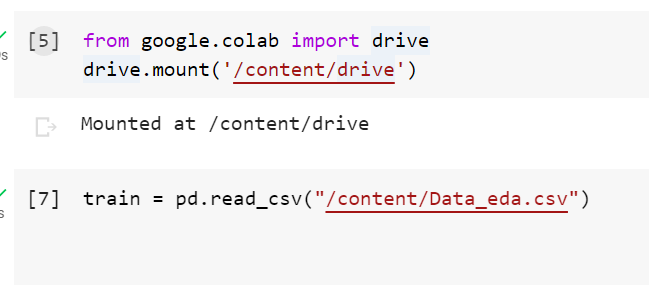 [5] from google.colab import drive
drive.mount('/content/drive')
s
Mounted at /content/drive
[7] train = pd.read_csv("/content/Data_eda.csv")
s